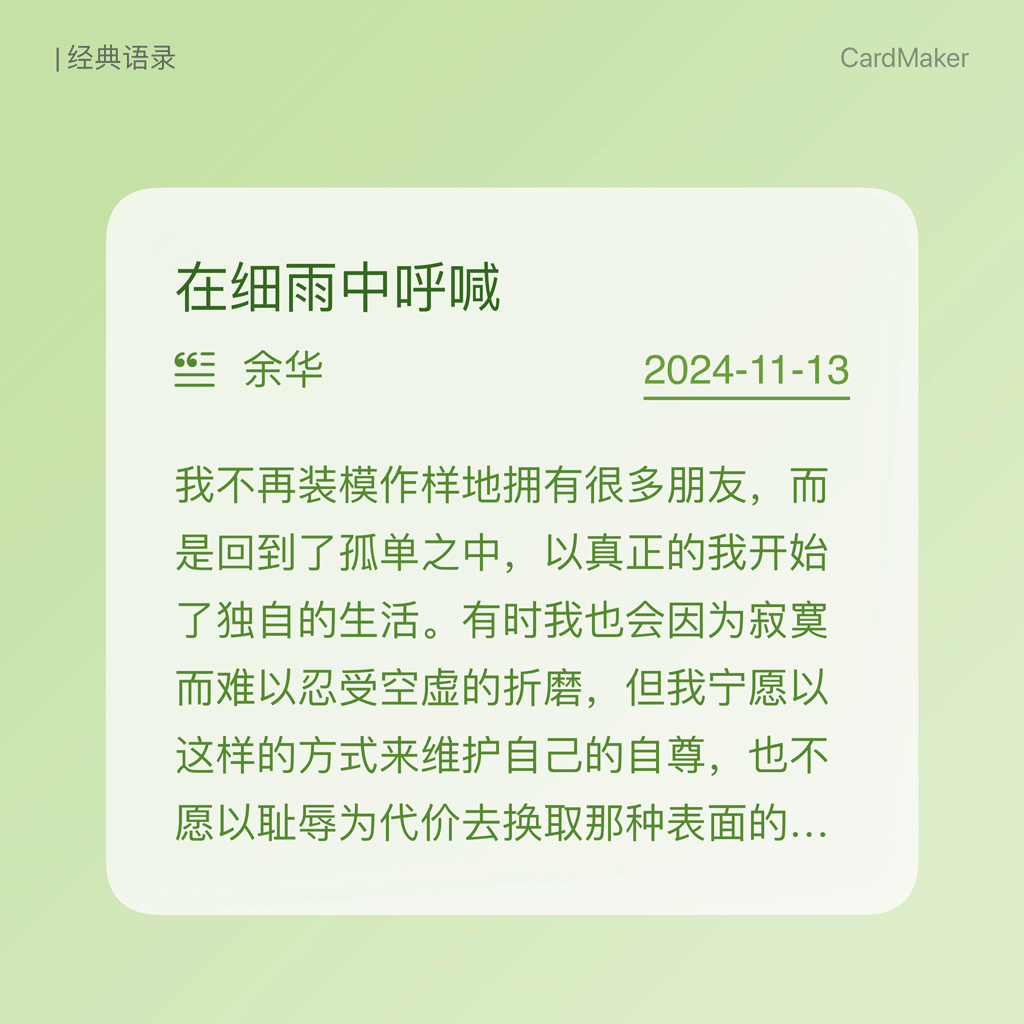 | 经典语录
CardMaker
在细雨中呼喊
余华
2024-11-13
我不再装模作样地拥有很多朋友，而
是回到了孤单之中，以真正的我开始
了独自的生活。有时我也会因为寂寞
而难以忍受空虚的折磨，但我宁愿以
这样的方式来维护自己的自尊，也不
愿以耻辱为代价去换取那种表面的…